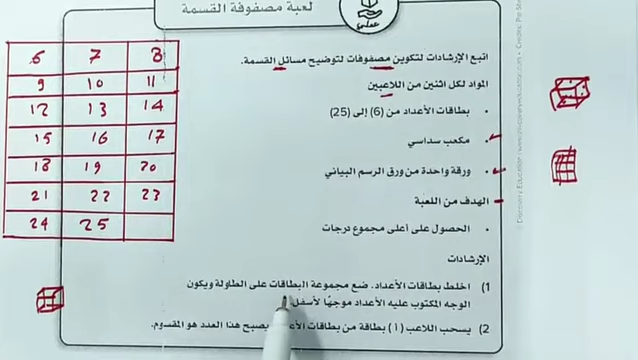 لعبة مصفوفة القسمة
اتبع الإرشادات لتكوين مصفوفات لتوضيح مسائل القسمة.
المواد لكل اثنين من اللاعبين
• بطاقات الأعداد من (6) إلى (25)
• مكعب سداسي
• ورقة واحدة من ورق الرسم البياني
الهدف من اللعبة
• الحصول على أعلى مجموع درجات
الإرشادات
1) اخلط بطاقات الأعداد. ضع مجموعة البطاقات على الطاولة ويكون
الوجه المكتوب عليه الأعداد موجهًا لأسفل
2) يسحب اللاعب (1) بطاقة من بطاقات يصبح هذا العدد هو المقسوم.
6 7 8
9 10 11
12 13 14
15 16 17
18 19 20
21 22 23
24 25